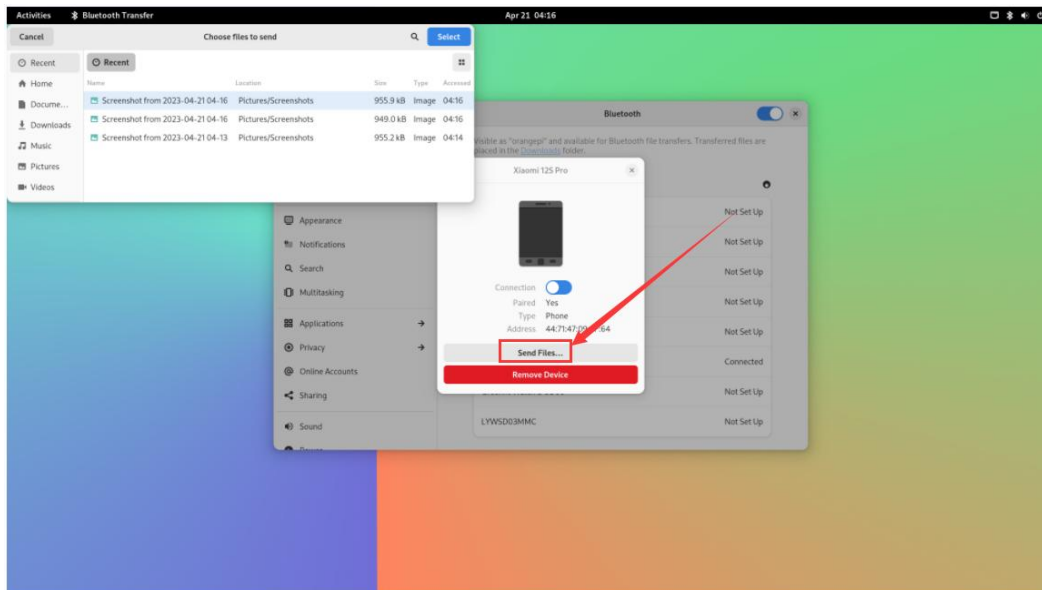 Activities Bluetooth Transfer Apr 21 04:16
Cancel Choose files to send Select
Recent Recent
Home Name Location Size Type Accessed
Docume... Screenshot from 2023-04-21 04-16 Pictures/Screenshots 955.9 kB Image 04:16
Downloads Screenshot from 2023-04-21 04-16 Pictures/Screenshots 949.0 kB Image 04:16
Music Screenshot from 2023-04-21 04-13 Pictures/Screenshots 955.2 kB Image 04:14
Pictures
Videos
Bluetooth
Visible as "orangepi" and available for Bluetooth file transfers. Transferred files are
placed in the Downloads folder.
Xiaomi 12S Pro
Connection
Paired Yes
Type Phone
Address 44:71:47:09: :64
Send Files...
Remove Device
Appearance
Notifications
Search
Multitasking
Applications
Privacy
Online Accounts
Sharing
Sound
Not Set Up
Not Set Up
Not Set Up
Not Set Up
Not Set Up
Connected
Not Set Up
LYWSD03MMC Not Set Up